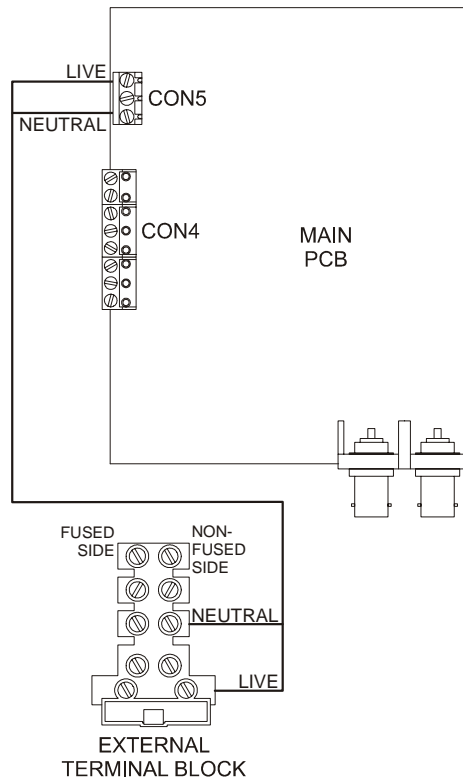 LIVE
CON5
NEUTRAL
CON4
MAIN
PCB
FUSED
SIDE
NON-
FUSED
SIDE
NEUTRAL
LIVE
EXTERNAL
TERMINAL BLOCK